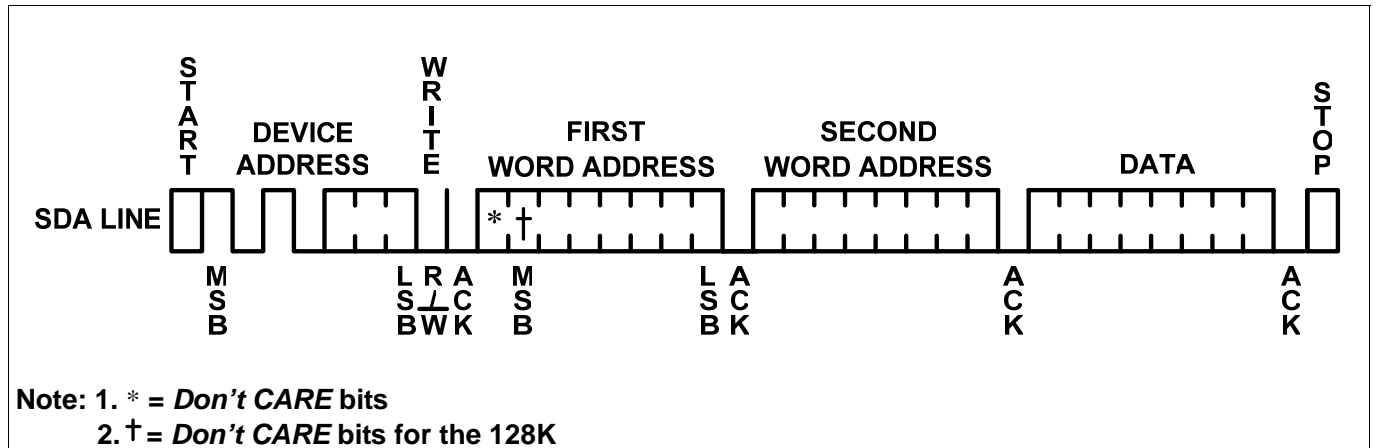 START
WRITE
STOP
DEVICE
ADDRESS
FIRST
WORD ADDRESS
SECOND
WORD ADDRESS
DATA
SDA LINE
* †
MSB
LSB
R/W
ACK
MSB
LSB
ACK
ACK
ACK
Note: 1. * = Don't CARE bits
2. † = Don't CARE bits for the 128K